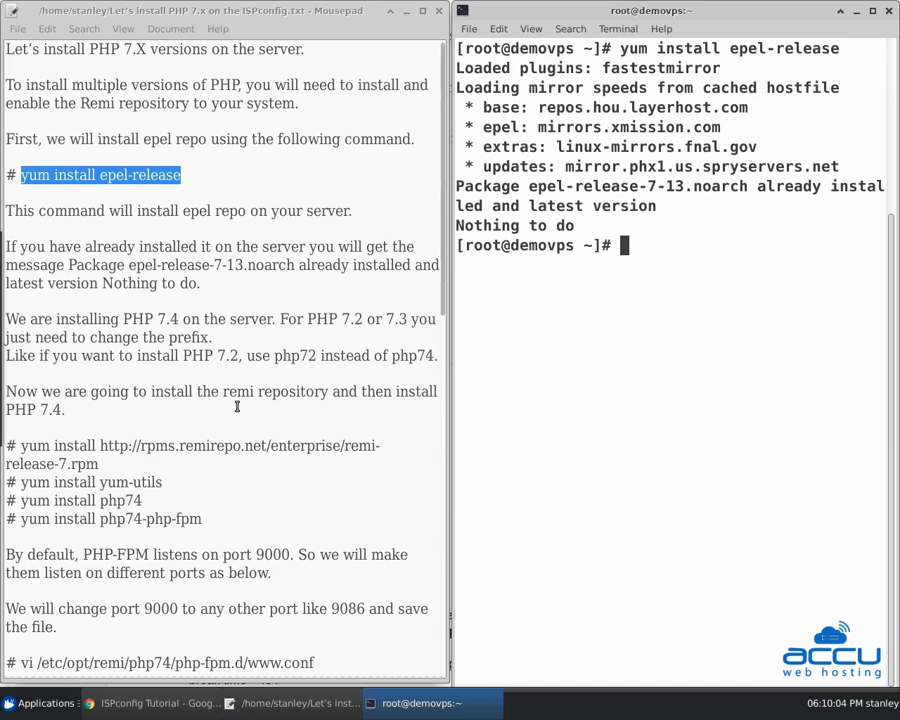 /home/stanley/Let's install PHP 7.x on the ISPconfig.txt - Mousepad
File Edit Search View Document Help
Let's install PHP 7.X versions on the server.
To install multiple versions of PHP, you will need to install and
enable the Remi repository to your system.
First, we will install epel repo using the following command.
# yum install epel-release
This command will install epel repo on your server.
If you have already installed it on the server you will get the
message Package epel-release-7-13.noarch already installed and
latest version Nothing to do.
We are installing PHP 7.4 on the server. For PHP 7.2 or 7.3 you
just need to change the prefix.
Like if you want to install PHP 7.2, use php72 instead of php74.
Now we are going to install the remi repository and then install
PHP 7.4.
# yum install http://rpms.remirepo.net/enterprise/remi-
release-7.rpm
# yum install yum-utils
# yum install php74
# yum install php74-php-fpm
By default, PHP-FPM listens on port 9000. So we will make
them listen on different ports as below.
We will change port 9000 to any other port like 9086 and save
the file.
# vi /etc/opt/remi/php74/php-fpm.d/www.conf
root@demovps:~
File Edit View Search Terminal Help
[root@demovps ~]# yum install epel-release
Loaded plugins: fastestmirror
Loading mirror speeds from cached hostfile
* base: repos.hou.layerhost.com
* epel: mirrors.xmission.com
* extras: linux-mirrors.fnal.gov
* updates: mirror.phx1.us.spryservers.net
Package epel-release-7-13.noarch already instal
led and latest version
Nothing to do
[root@demovps ~]#
accu
web hosting
Applications
ISPconfig Tutorial - Goog...
/home/stanley/Let's inst...
root@demovps:~
06:10:04 PM stanley